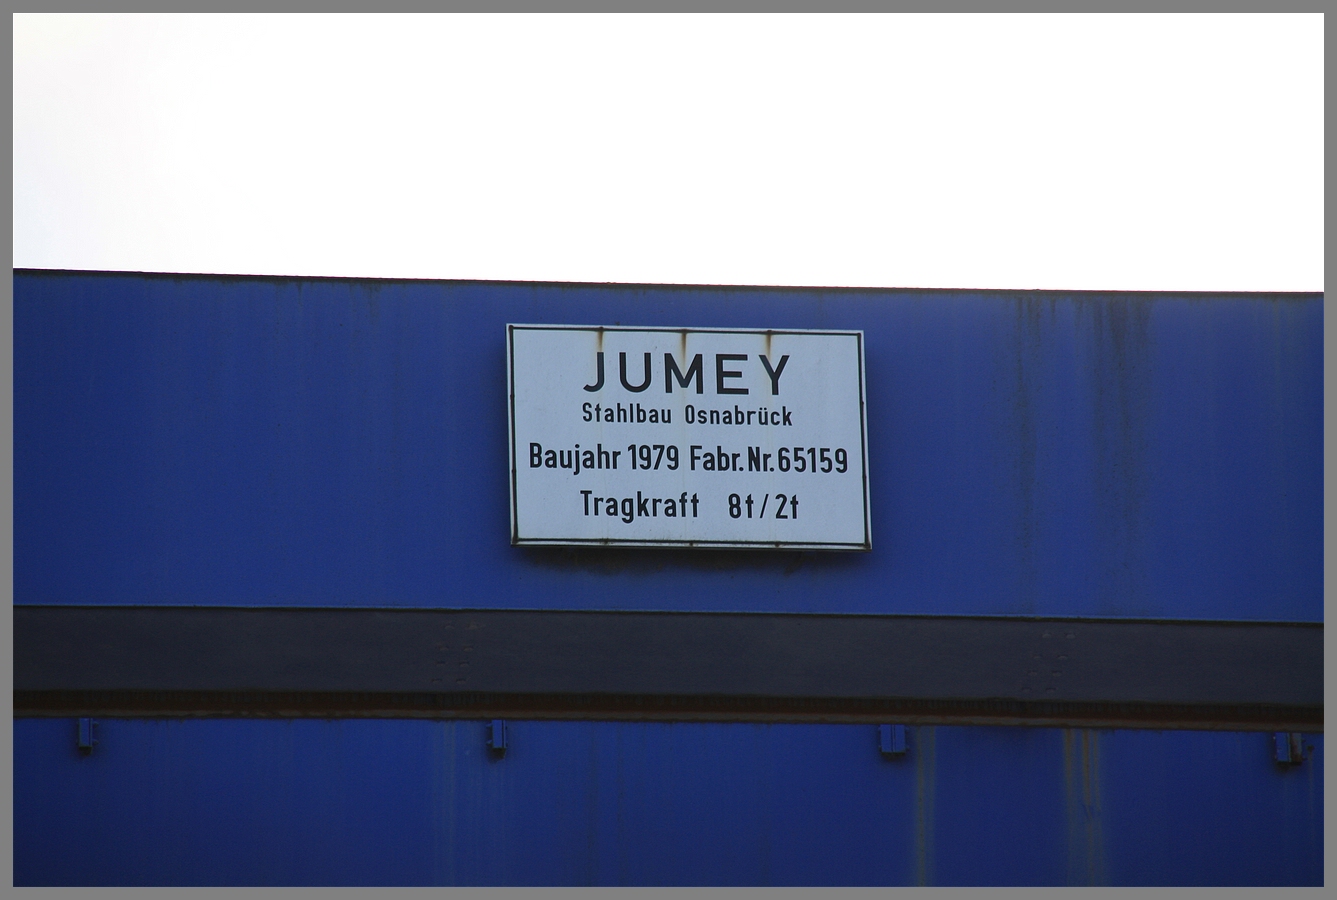 JUMEY
Stahlbau Osnabrück
Baujahr 1979 Fabr.Nr.65159
Tragkraft 8t/2t